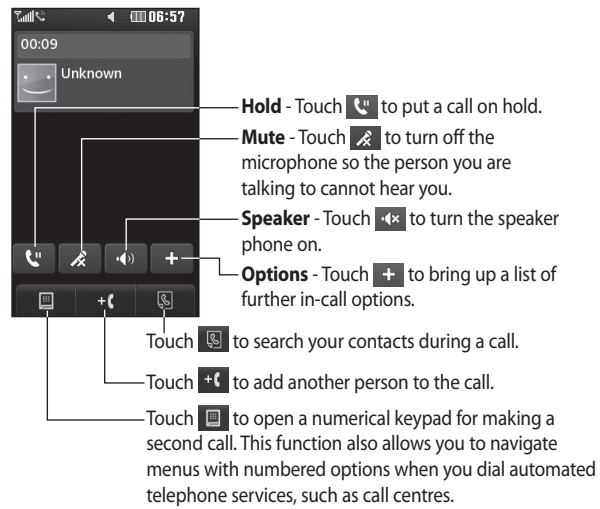 06:57
00:09
Unknown
Hold - Touch to put a call on hold.
Mute - Touch to turn off the
microphone so the person you are
talking to cannot hear you.
Speaker - Touch to turn the speaker
phone on.
Options - Touch + to bring up a list of
further in-call options.
Touch to search your contacts during a call.
Touch to add another person to the call.
Touch to open a numerical keypad for making a
second call. This function also allows you to navigate
menus with numbered options when you dial automated
telephone services, such as call centres.